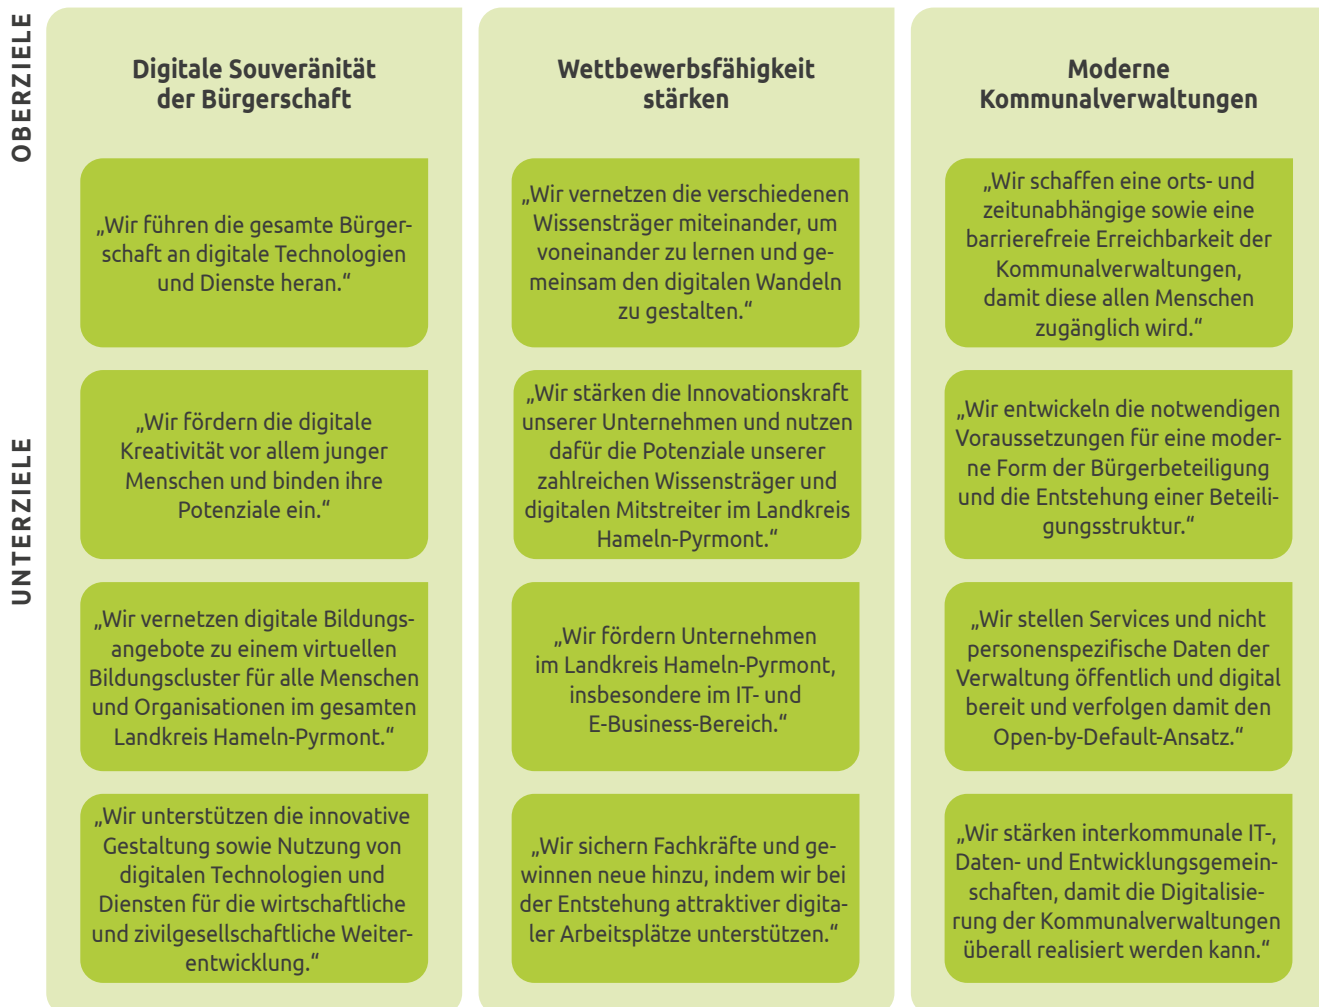 OBERZIELE
Digitale Souveränität
der Bürgerschaft
Wettbewerbsfähigkeit
stärken
Moderne
Kommunalverwaltungen
UNTERZIELE
„Wir führen die gesamte Bürger-
schaft an digitale Technologien
und Dienste heran.“
„Wir fördern die digitale
Kreativität vor allem junger
Menschen und binden ihre
Potenziale ein.“
„Wir vernetzen digitale Bildungs-
angebote zu einem virtuellen
Bildungscluster für alle Menschen
und Organisationen im gesamten
Landkreis Hameln-Pyrmont.“
„Wir unterstützen die innovative
Gestaltung sowie Nutzung von
digitalen Technologien und
Diensten für die wirtschaftliche
und zivilgesellschaftliche Weiter-
entwicklung.“
„Wir vernetzen die verschiedenen
Wissensträger miteinander, um
voneinander zu lernen und ge-
meinsam den digitalen Wandeln
zu gestalten.“
„Wir stärken die Innovationskraft
unserer Unternehmen und nutzen
dafür die Potenziale unserer
zahlreichen Wissensträger und
digitalen Mitstreiter im Landkreis
Hameln-Pyrmont.“
„Wir fördern Unternehmen
im Landkreis Hameln-Pyrmont,
insbesondere im IT- und
E-Business-Bereich.“
„Wir sichern Fachkräfte und ge-
winnen neue hinzu, indem wir bei
der Entstehung attraktiver digita-
ler Arbeitsplätze unterstützen.“
„Wir schaffen eine orts- und
zeitunabhängige sowie eine
barrierefreie Erreichbarkeit der
Kommunalverwaltungen,
damit diese allen Menschen
zugänglich wird.“
„Wir entwickeln die notwendigen
Voraussetzungen für eine moder-
ne Form der Bürgerbeteiligung
und die Entstehung einer Beteili-
gungsstruktur.“
„Wir stellen Services und nicht
personenspezifische Daten der
Verwaltung öffentlich und digital
bereit und verfolgen damit den
Open-by-Default-Ansatz.“
„Wir stärken interkommunale IT-,
Daten- und Entwicklungsgemein-
schaften, damit die Digitalisie-
rung der Kommunalverwaltungen
überall realisiert werden kann.“